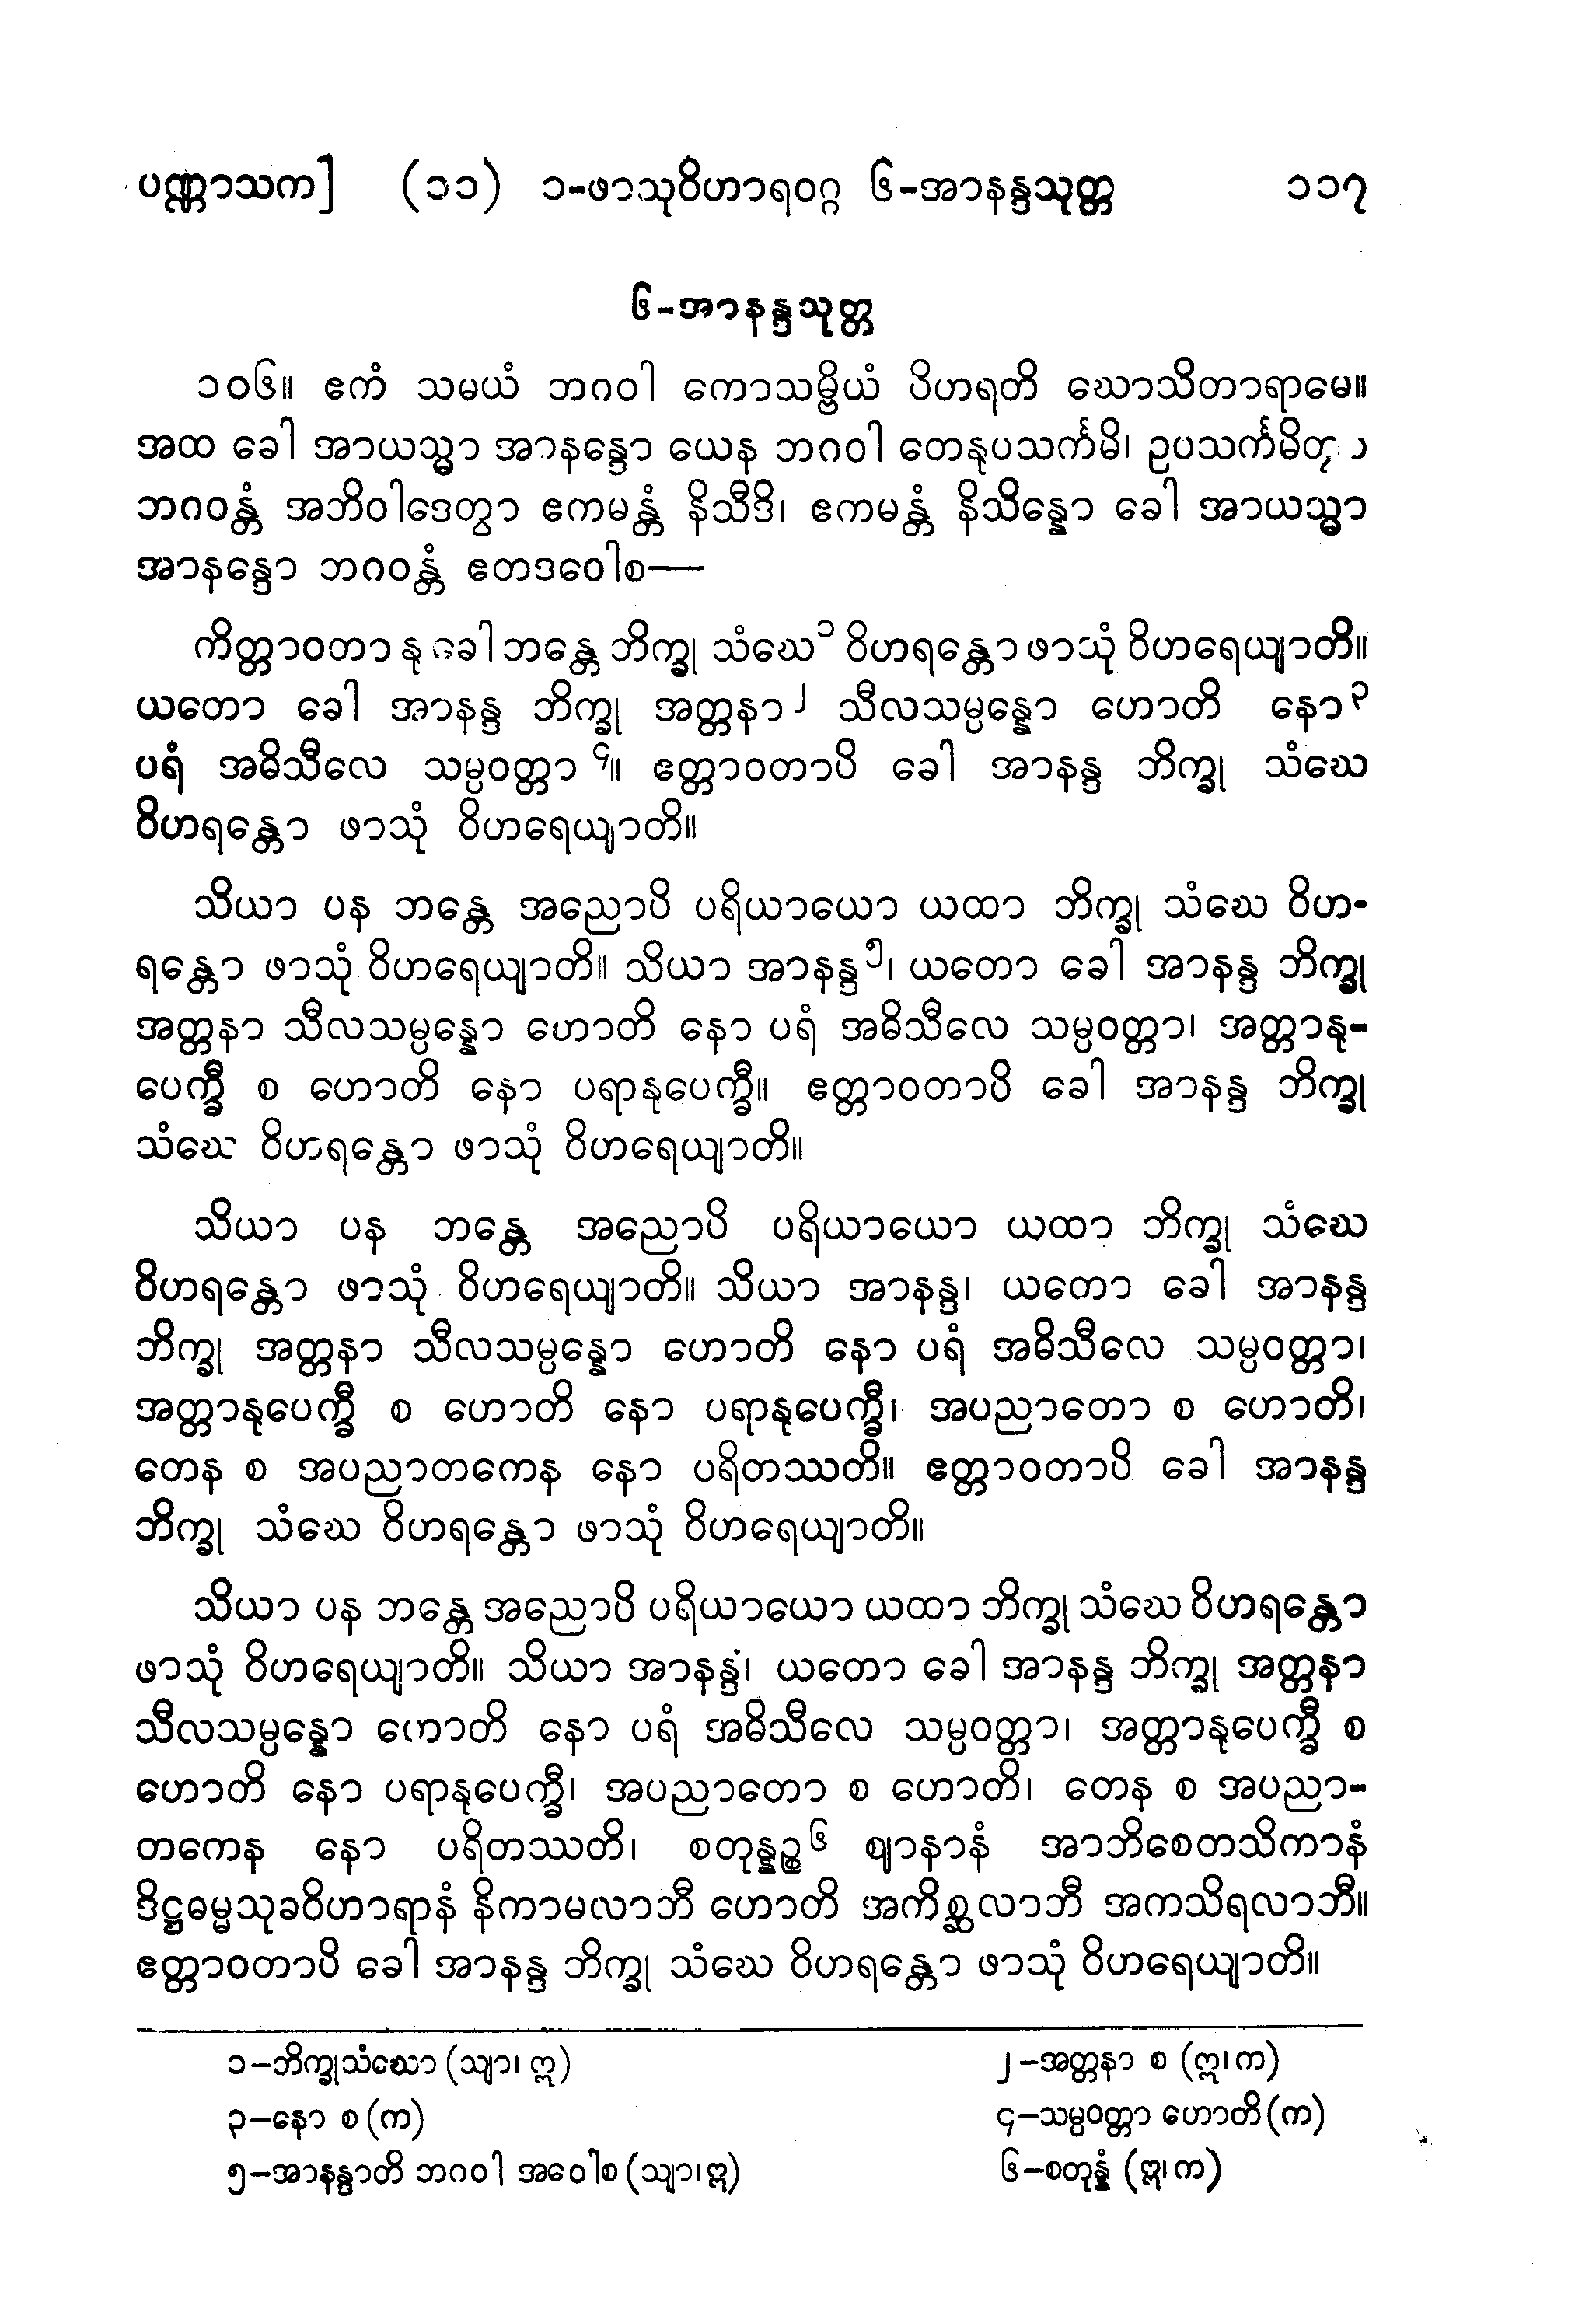 ပဏ္ဏာသက] (၁၁) ၁-ဖာသုဝိဟာရဝဂ္ဂ ၆-အာနန္ဒသုတ္တ ၁၁၇
၆-အာနန္ဒသုတ္တ
၁၀၆။ ဧကံ သမယံ ဘဂဝါ ကောသမ္ဗိယံ ဝိဟရတိ ဃောသိတာရာမေ။
အထ ခေါ အာယသ္မာ အာနန္ဒော ယေန ဘဂဝါ တေနုပသင်္ကမိ၊ ဥပသင်္ကမိတွာ
ဘဂဝန္တံ အဘိဝါဒေတွာ ဧကမန္တံ နိသီဒိ၊ ဧကမန္တံ နိသိန္နော ခေါ အာယသ္မာ
အာနန္ဒော ဘဂဝန္တံ ဧတဒဝေါစ—
ကိတ္တာဝတာ နု ခေါ ဘန္တေ ဘိက္ခု သံဃေ၁ ဝိဟရန္တော ဖာသုံ ဝိဟရေယျာတိ။
ယတော ခေါ အာနန္ဒ ဘိက္ခု အတ္တနာ၂ သီလသမ္ပန္နော ဟောတိ နော၃
ပရံ အဓိသီလေ သမ္ပဝတ္တာ၄။ ဧတ္တာဝတာပိ ခေါ အာနန္ဒ ဘိက္ခု သံဃေ
ဝိဟရန္တော ဖာသုံ ဝိဟရေယျာတိ။
သိယာ ပန ဘန္တေ အညောပိ ပရိယာယော ယထာ ဘိက္ခု သံဃေ ဝိဟ-
ရန္တော ဖာသုံ ဝိဟရေယျာတိ။ သိယာ အာနန္ဒ၅၊ ယတော ခေါ အာနန္ဒ ဘိက္ခု
အတ္တနာ သီလသမ္ပန္နော ဟောတိ နော ပရံ အဓိသီလေ သမ္ပဝတ္တာ၊ အတ္တာနု-
ပေက္ခီ စ ဟောတိ နော ပရာနုပေက္ခီ။ ဧတ္တာဝတာပိ ခေါ အာနန္ဒ ဘိက္ခု
သံဃေ ဝိဟရန္တော ဖာသုံ ဝိဟရေယျာတိ။
သိယာ ပန ဘန္တေ အညောပိ ပရိယာယော ယထာ ဘိက္ခု သံဃေ
ဝိဟရန္တော ဖာသုံ ဝိဟရေယျာတိ။ သိယာ အာနန္ဒ၊ ယကော ခေါ အာနန္ဒ
ဘိက္ခု အတ္တနာ သီလသမ္ပန္နော ဟောတိ နော ပရံ အဓိသီလေ သမ္ပဝတ္တာ၊
အတ္တာနုပေက္ခီ စ ဟောတိ နော ပရာနုပေက္ခီ၊ အပညာတော စ ဟောတိ၊
တေန စ အပညာတကေန နော ပရိတဿတိ။ ဧတ္တာဝတာပိ ခေါ အာနန္ဒ
ဘိက္ခု သံဃေ ဝိဟရန္တော ဖာသုံ ဝိဟရေယျာတိ။
သိယာ ပန ဘန္တေ အညောပိ ပရိယာယော ယထာ ဘိက္ခု သံဃေ ဝိဟရန္တော
ဖာသုံ ဝိဟရေယျာတိ။ သိယာ အာနန္ဒ၊ ယတော ခေါ အာနန္ဒ ဘိက္ခု အတ္တနာ
သီလသမ္ပန္နော ဟောတိ နော ပရံ အဓိသီလေ သမ္ပဝတ္တာ၊ အတ္တာနုပေက္ခီ စ
ဟောတိ နော ပရာနုပေက္ခီ၊ အပညာတော စ ဟောတိ၊ တေန စ အပညာ-
တကေန နော ပရိတဿတိ၊ စတုန္နဉ္စ၆ ဈာနာနံ အာဘိစေတသိကာနံ
ဒိဋ္ဌဓမ္မသုခဝိဟာရာနံ နိကာမလာဘီ ဟောတိ အကိစ္ဆလာဘီ အကသိရလာဘီ။
ဧတ္တာဝတာပိ ခေါ အာနန္ဒ ဘိက္ခု သံဃေ ဝိဟရန္တော ဖာသုံ ဝိဟရေယျာတိ။
၁–ဘိက္ခုသံဃော (သျာ၊ ဣ)
၂–အတ္တနာ စ (ဣ၊ က)
၃–နော စ (က)
၄–သမ္ပဝတ္တာ ဟောတိ (က)
၅–အာနန္ဒာတိ ဘဂဝါ အဝေါစ (သျာ၊ ဣ)
၆–စတုန္နံ (ဣ၊ က)